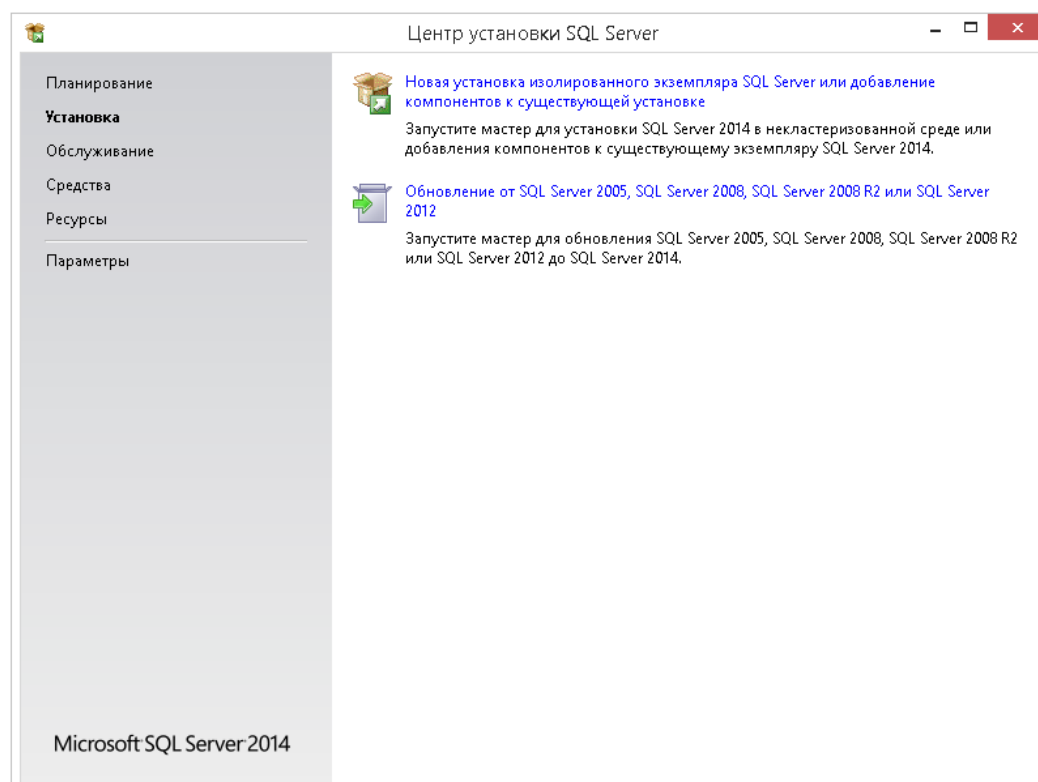 Центр установки SQL Server
Планирование
Установка
Обслуживание
Средства
Ресурсы
Параметры
Новая установка изолированного экземпляра SQL Server или добавление
компонентов к существующей установке
Запустите мастер для установки SQL Server 2014 в некластеризованной среде или
добавления компонентов к существующему экземпляру SQL Server 2014.
Обновление от SQL Server 2005, SQL Server 2008, SQL Server 2008 R2 или SQL Server
2012
Запустите мастер для обновления SQL Server 2005, SQL Server 2008, SQL Server 2008 R2
или SQL Server 2012 до SQL Server 2014.
Microsoft SQL Server 2014